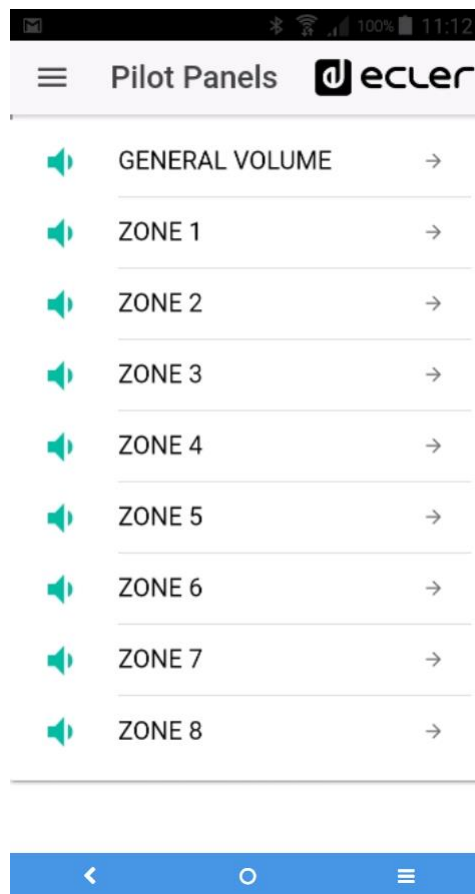 100% 11:12
Pilot Panels ecler
GENERAL VOLUME
ZONE 1
ZONE 2
ZONE 3
ZONE 4
ZONE 5
ZONE 6
ZONE 7
ZONE 8